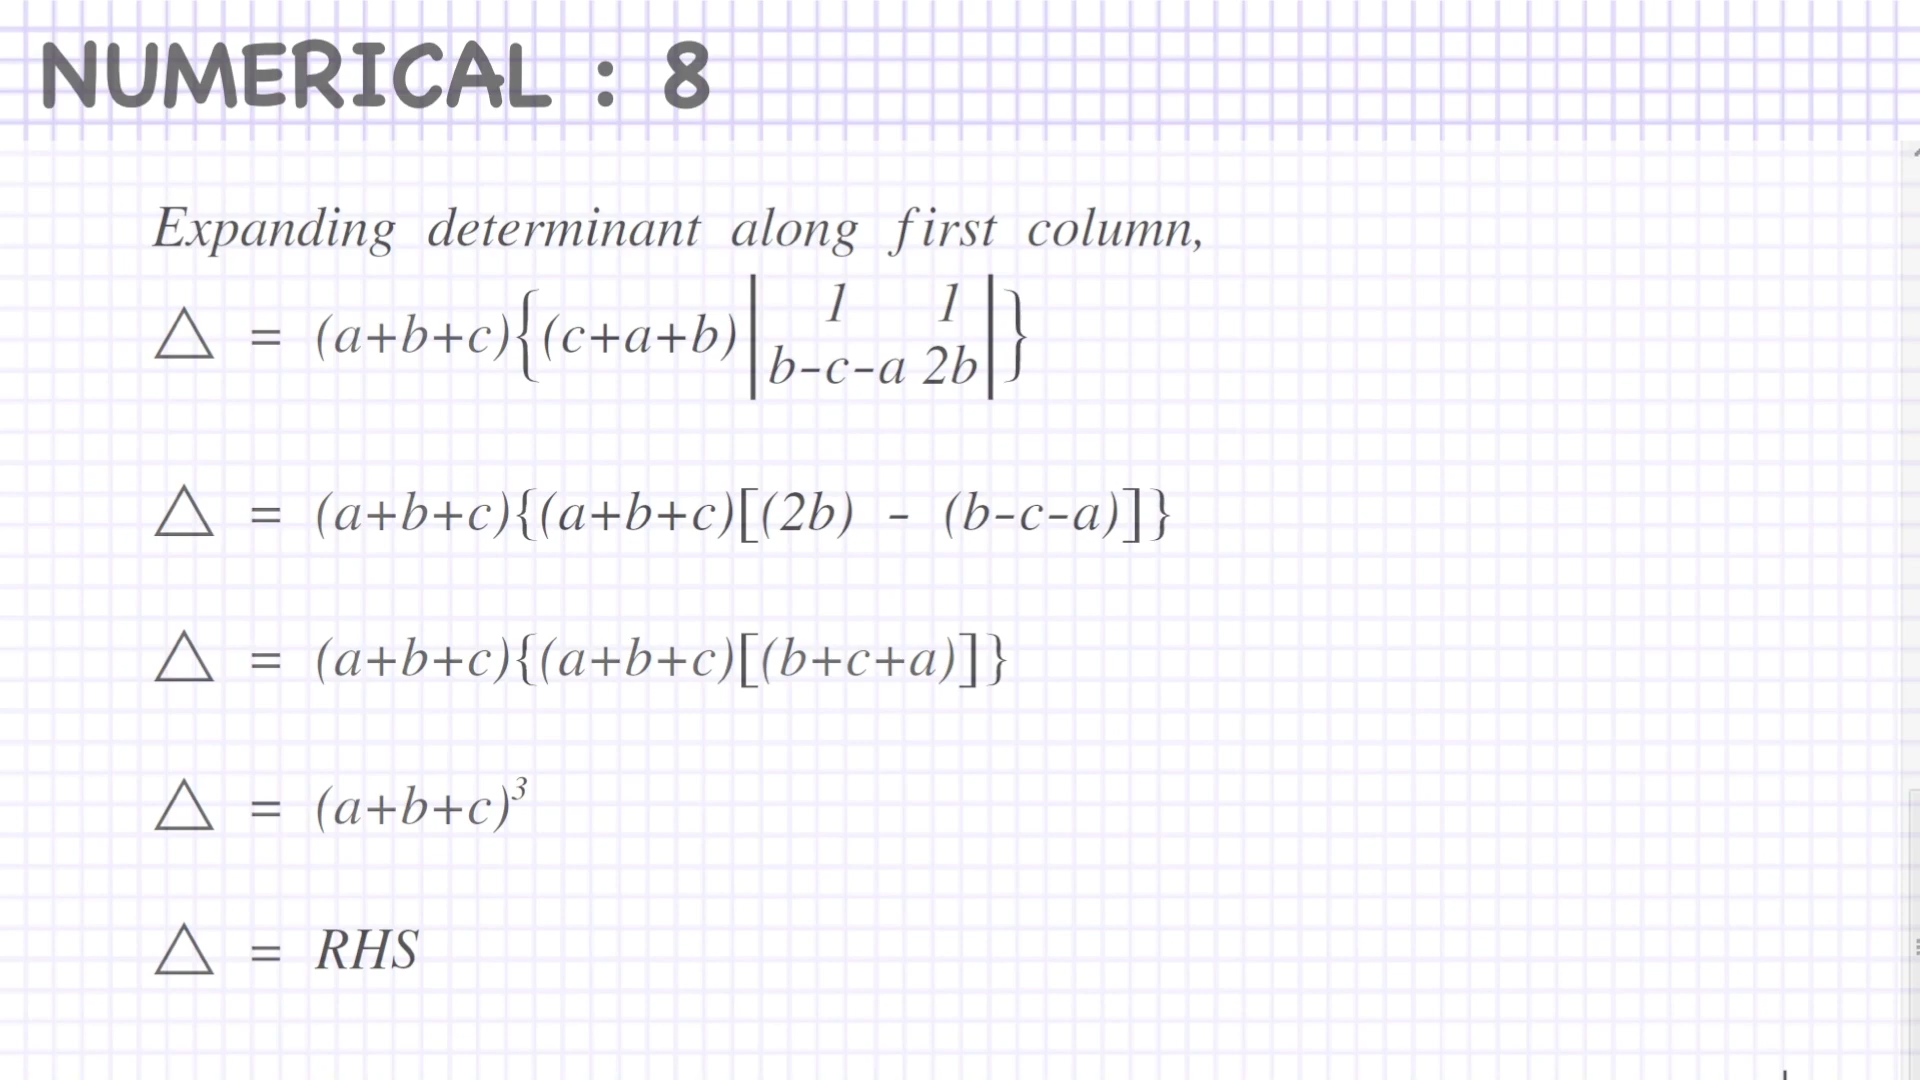 NUMERICAL : 8
Expanding determinant along first column,
△ = (a+b+c){(c+a+b)| 1 1 |}
| b-c-a 2b |
△ = (a+b+c){(a+b+c)[(2b) - (b-c-a)]}
△ = (a+b+c){(a+b+c)[(b+c+a)]}
△ = (a+b+c)³
△ = RHS